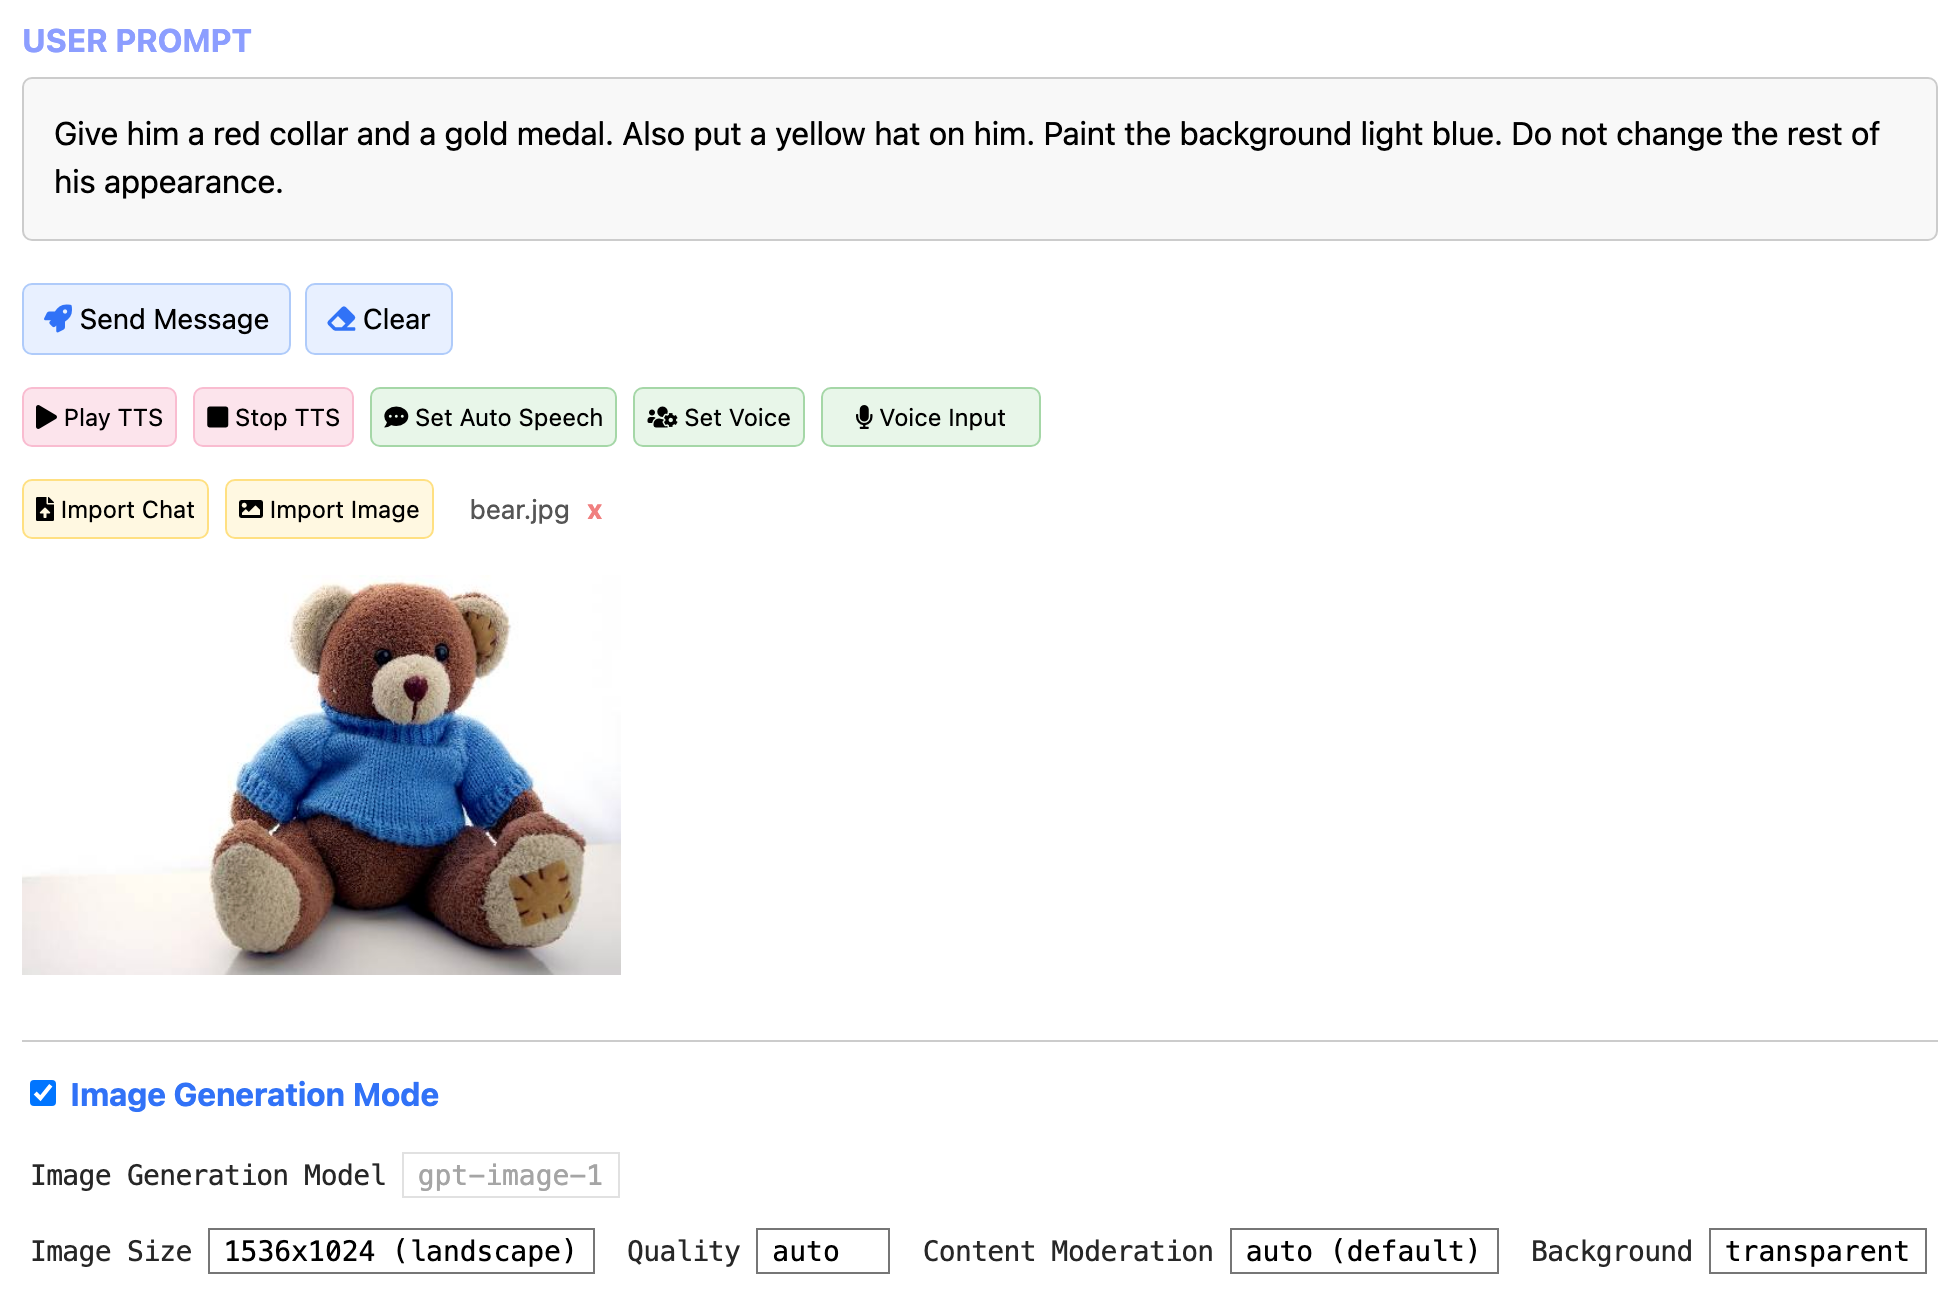 USER PROMPT
Give him a red collar and a gold medal. Also put a yellow hat on him. Paint the background light blue. Do not change the rest of
his appearance.
Send Message Clear
Play TTS Stop TTS Set Auto Speech Set Voice Voice Input
Import Chat Import Image bear.jpg x
Image Generation Mode
Image Generation Model gpt-image-1
Image Size 1536x1024 (landscape) Quality auto Content Moderation auto (default) Background transparent